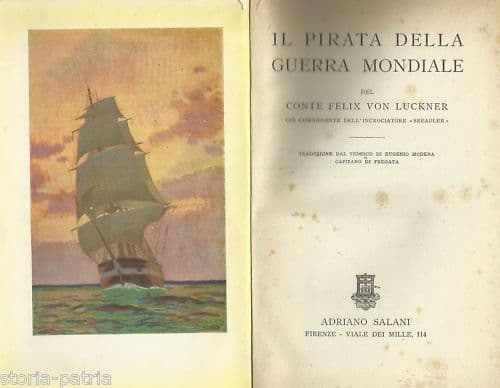 IL PIRATA DELLA
GUERRA MONDIALE
DEL
CONTE FELIX VON LUCKNER
GIÀ COMANDANTE DELL'INCROCIATORE «SEEADLER»
TRADUZIONE DAL TEDESCO DI EUGENIO MODENA
CAPITANO DI FREGATA
ADRIANO SALANI
FIRENZE - VIALE DEI MILLE, 114
storia-patria